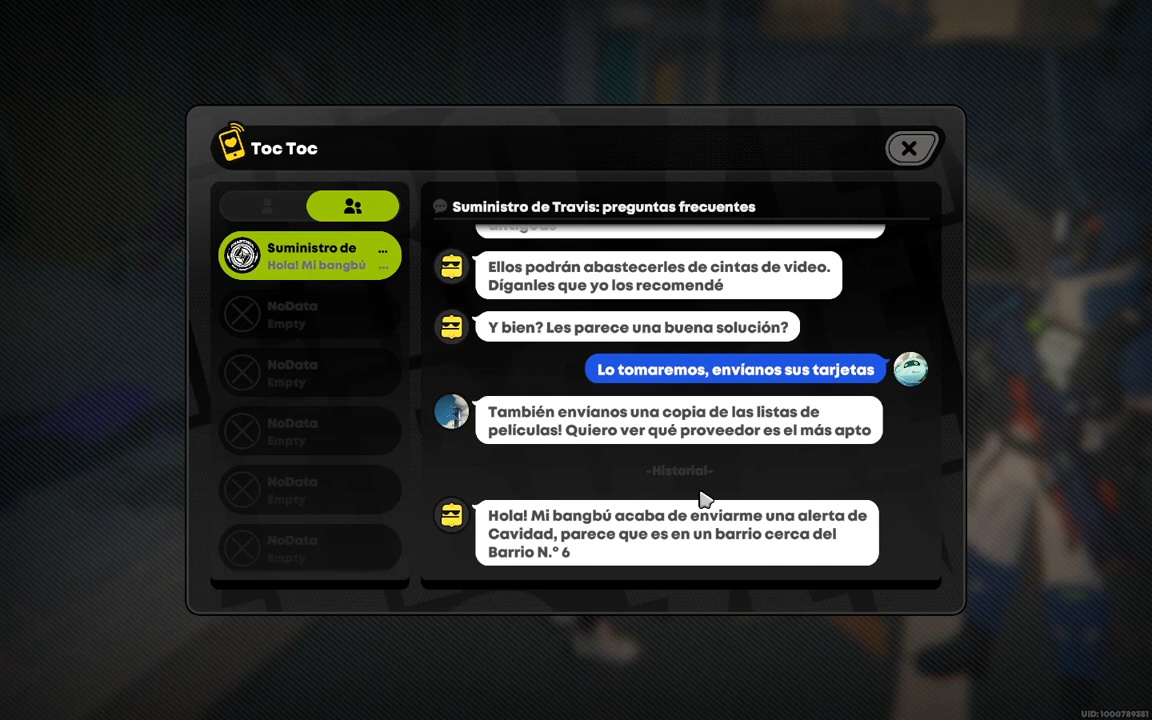 Toc Toc
Suministro de ...
Hola! Mi bangbú ...
NoData
Empty
NoData
Empty
NoData
Empty
NoData
Empty
NoData
Empty
Suministro de Travis: preguntas frecuentes
Ellos podrán abastecerles de cintas de video.
Díganles que yo los recomendé
Y bien? Les parece una buena solución?
Lo tomaremos, envíanos sus tarjetas
También envíanos una copia de las listas de
películas! Quiero ver qué proveedor es el más apto
-Historial-
Hola! Mi bangbú acaba de enviarme una alerta de
Cavidad, parece que es en un barrio cerca del
Barrio N.º 6
UID: 1000789351